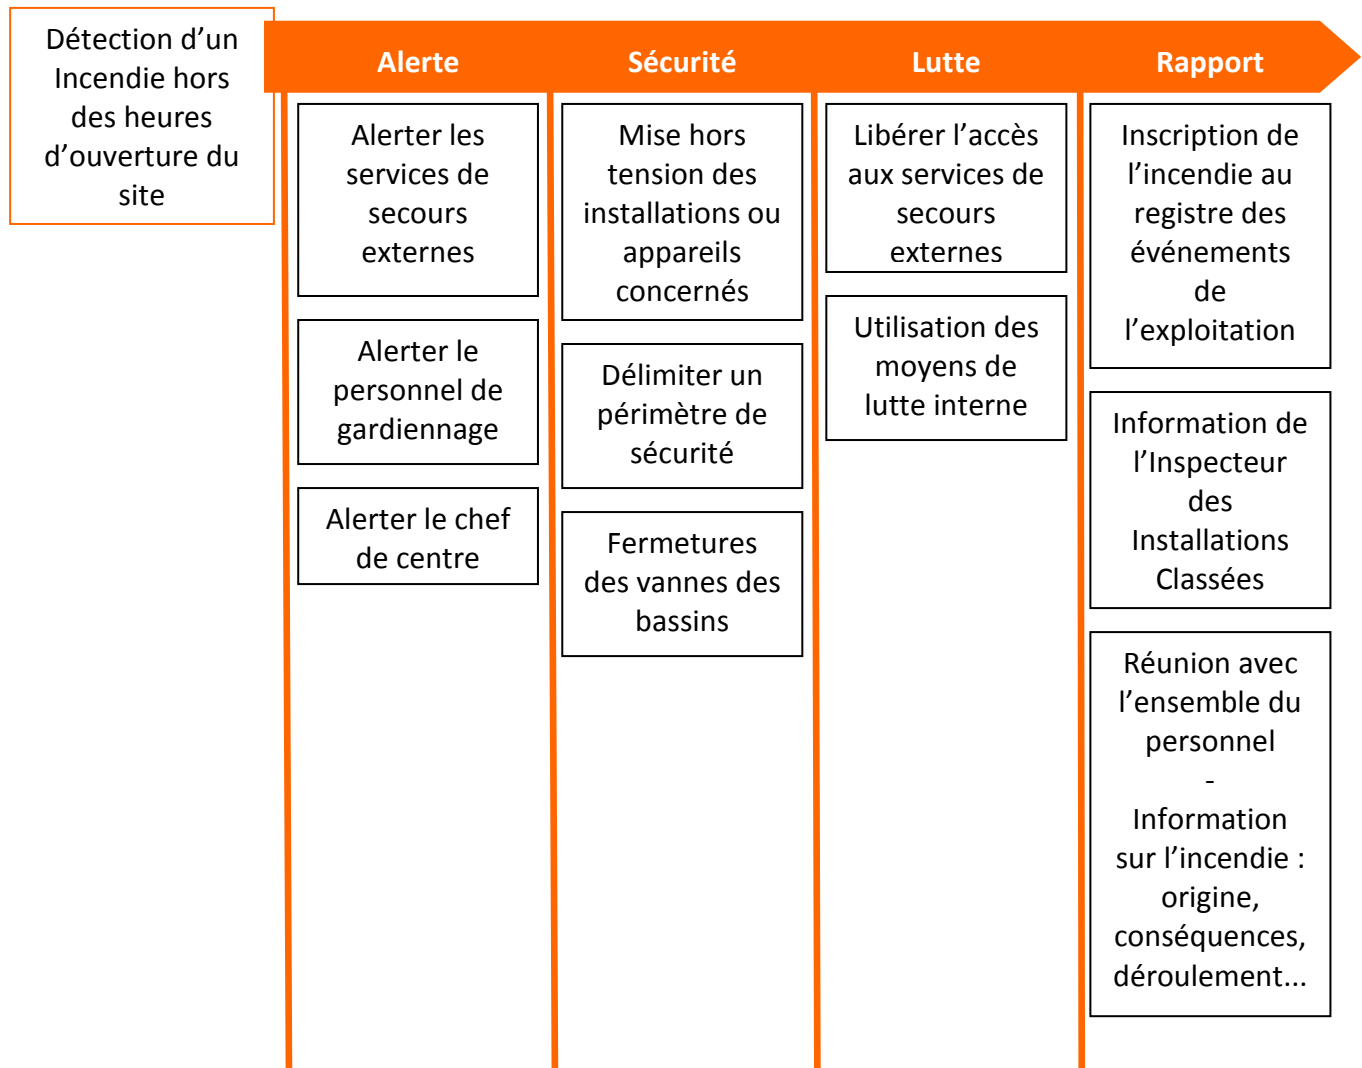 Détection d’un
Incendie hors
des heures
d’ouverture du
site
Alerte
Sécurité
Lutte
Rapport
Alerter les
services de
secours
externes
Alerter le
personnel de
gardiennage
Alerter le chef
de centre
Mise hors
tension des
installations ou
appareils
concernés
Délimiter un
périmètre de
sécurité
Fermetures
des vannes des
bassins
Libérer l’accès
aux services de
secours
externes
Utilisation des
moyens de
lutte interne
Inscription de
l’incendie au
registre des
événements
de
l’exploitation
Information de
l’Inspecteur
des
Installations
Classées
Réunion avec
l’ensemble du
personnel
-
Information
sur l’incendie :
origine,
conséquences,
déroulement...